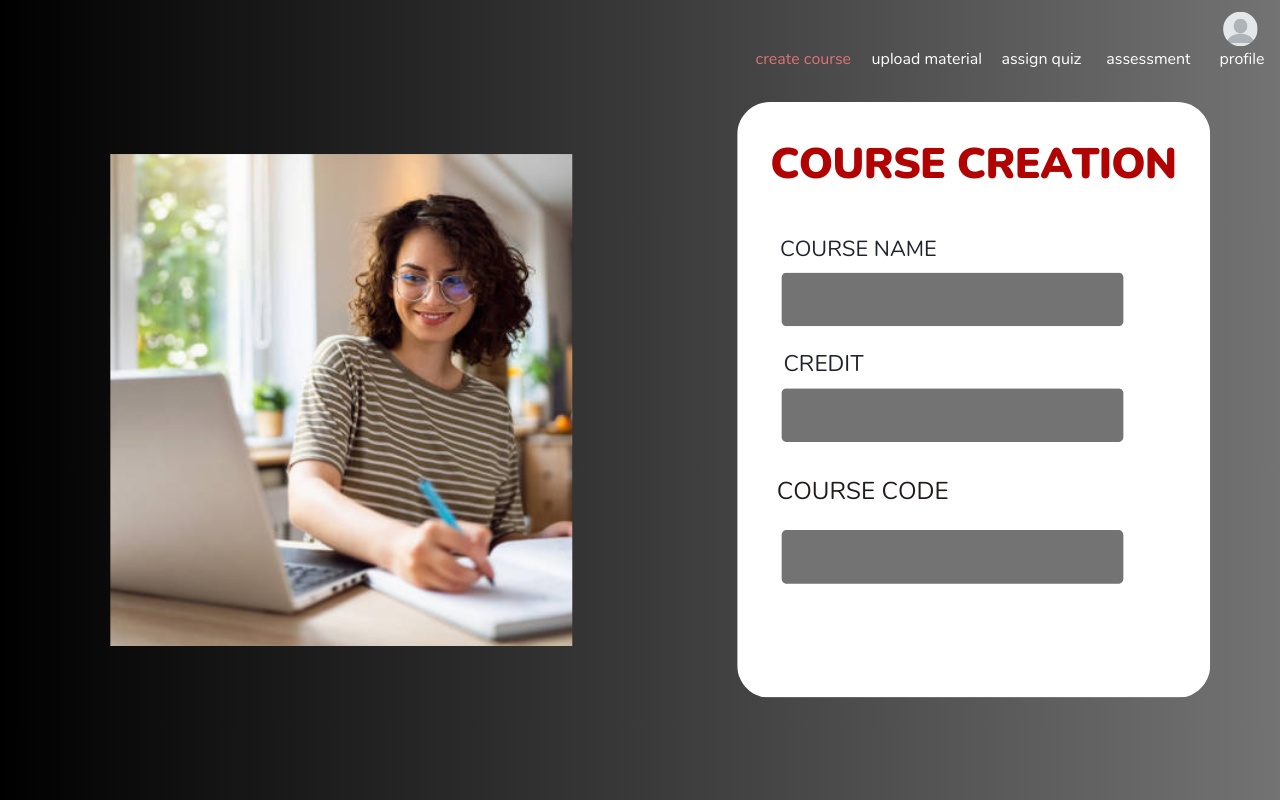 create course upload material assign quiz assessment profile
COURSE CREATION
COURSE NAME
CREDIT
COURSE CODE